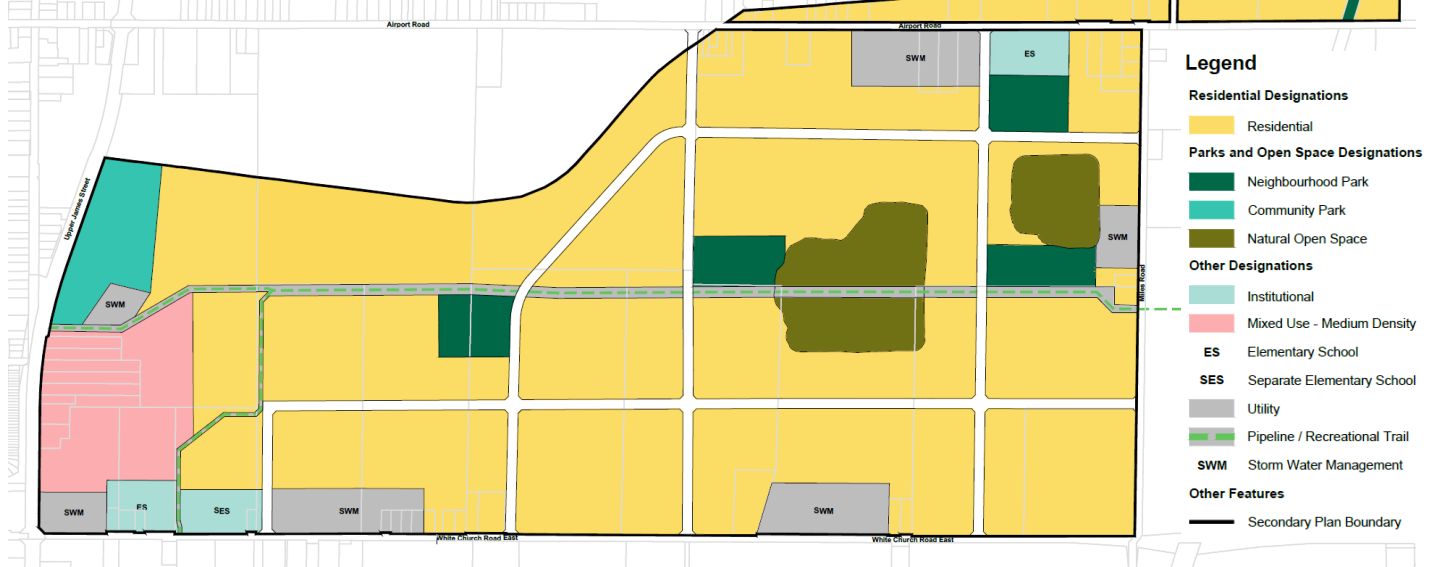 Airport Road
Airport Road
SWM
ES
Upper James Street
SWM
SWM
Miles Road
SWM
ES
SES
SWM
SWM
White Church Road East
White Church Road East
Legend
Residential Designations
Residential
Parks and Open Space Designations
Neighbourhood Park
Community Park
Natural Open Space
Other Designations
Institutional
Mixed Use - Medium Density
ES Elementary School
SES Separate Elementary School
Utility
Pipeline / Recreational Trail
SWM Storm Water Management
Other Features
Secondary Plan Boundary